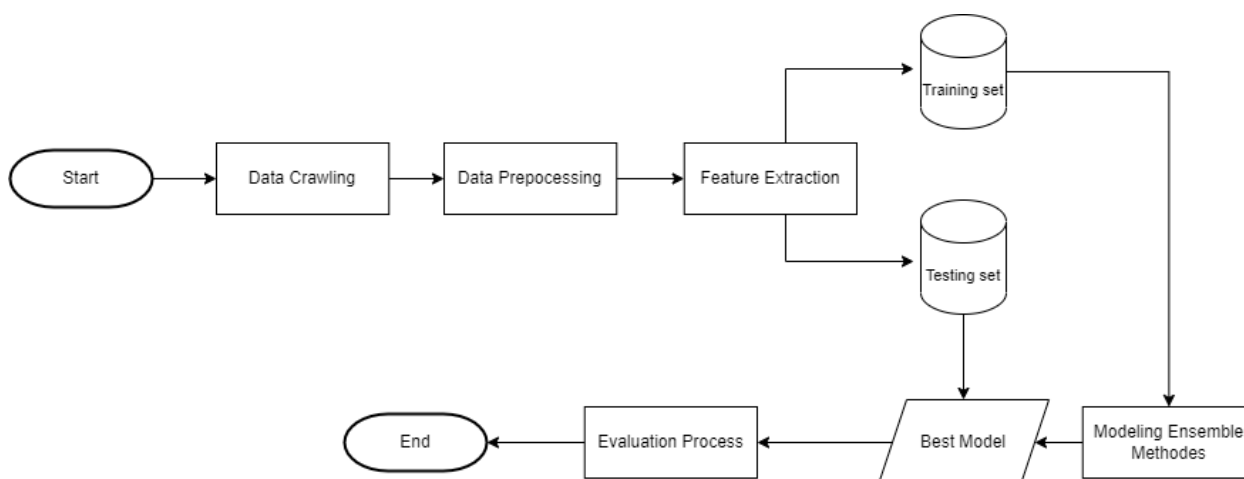 Training set
Start
Data Crawling
Data Prepocessing
Feature Extraction
Testing set
End
Evaluation Process
Best Model
Modeling Ensemble
Methodes